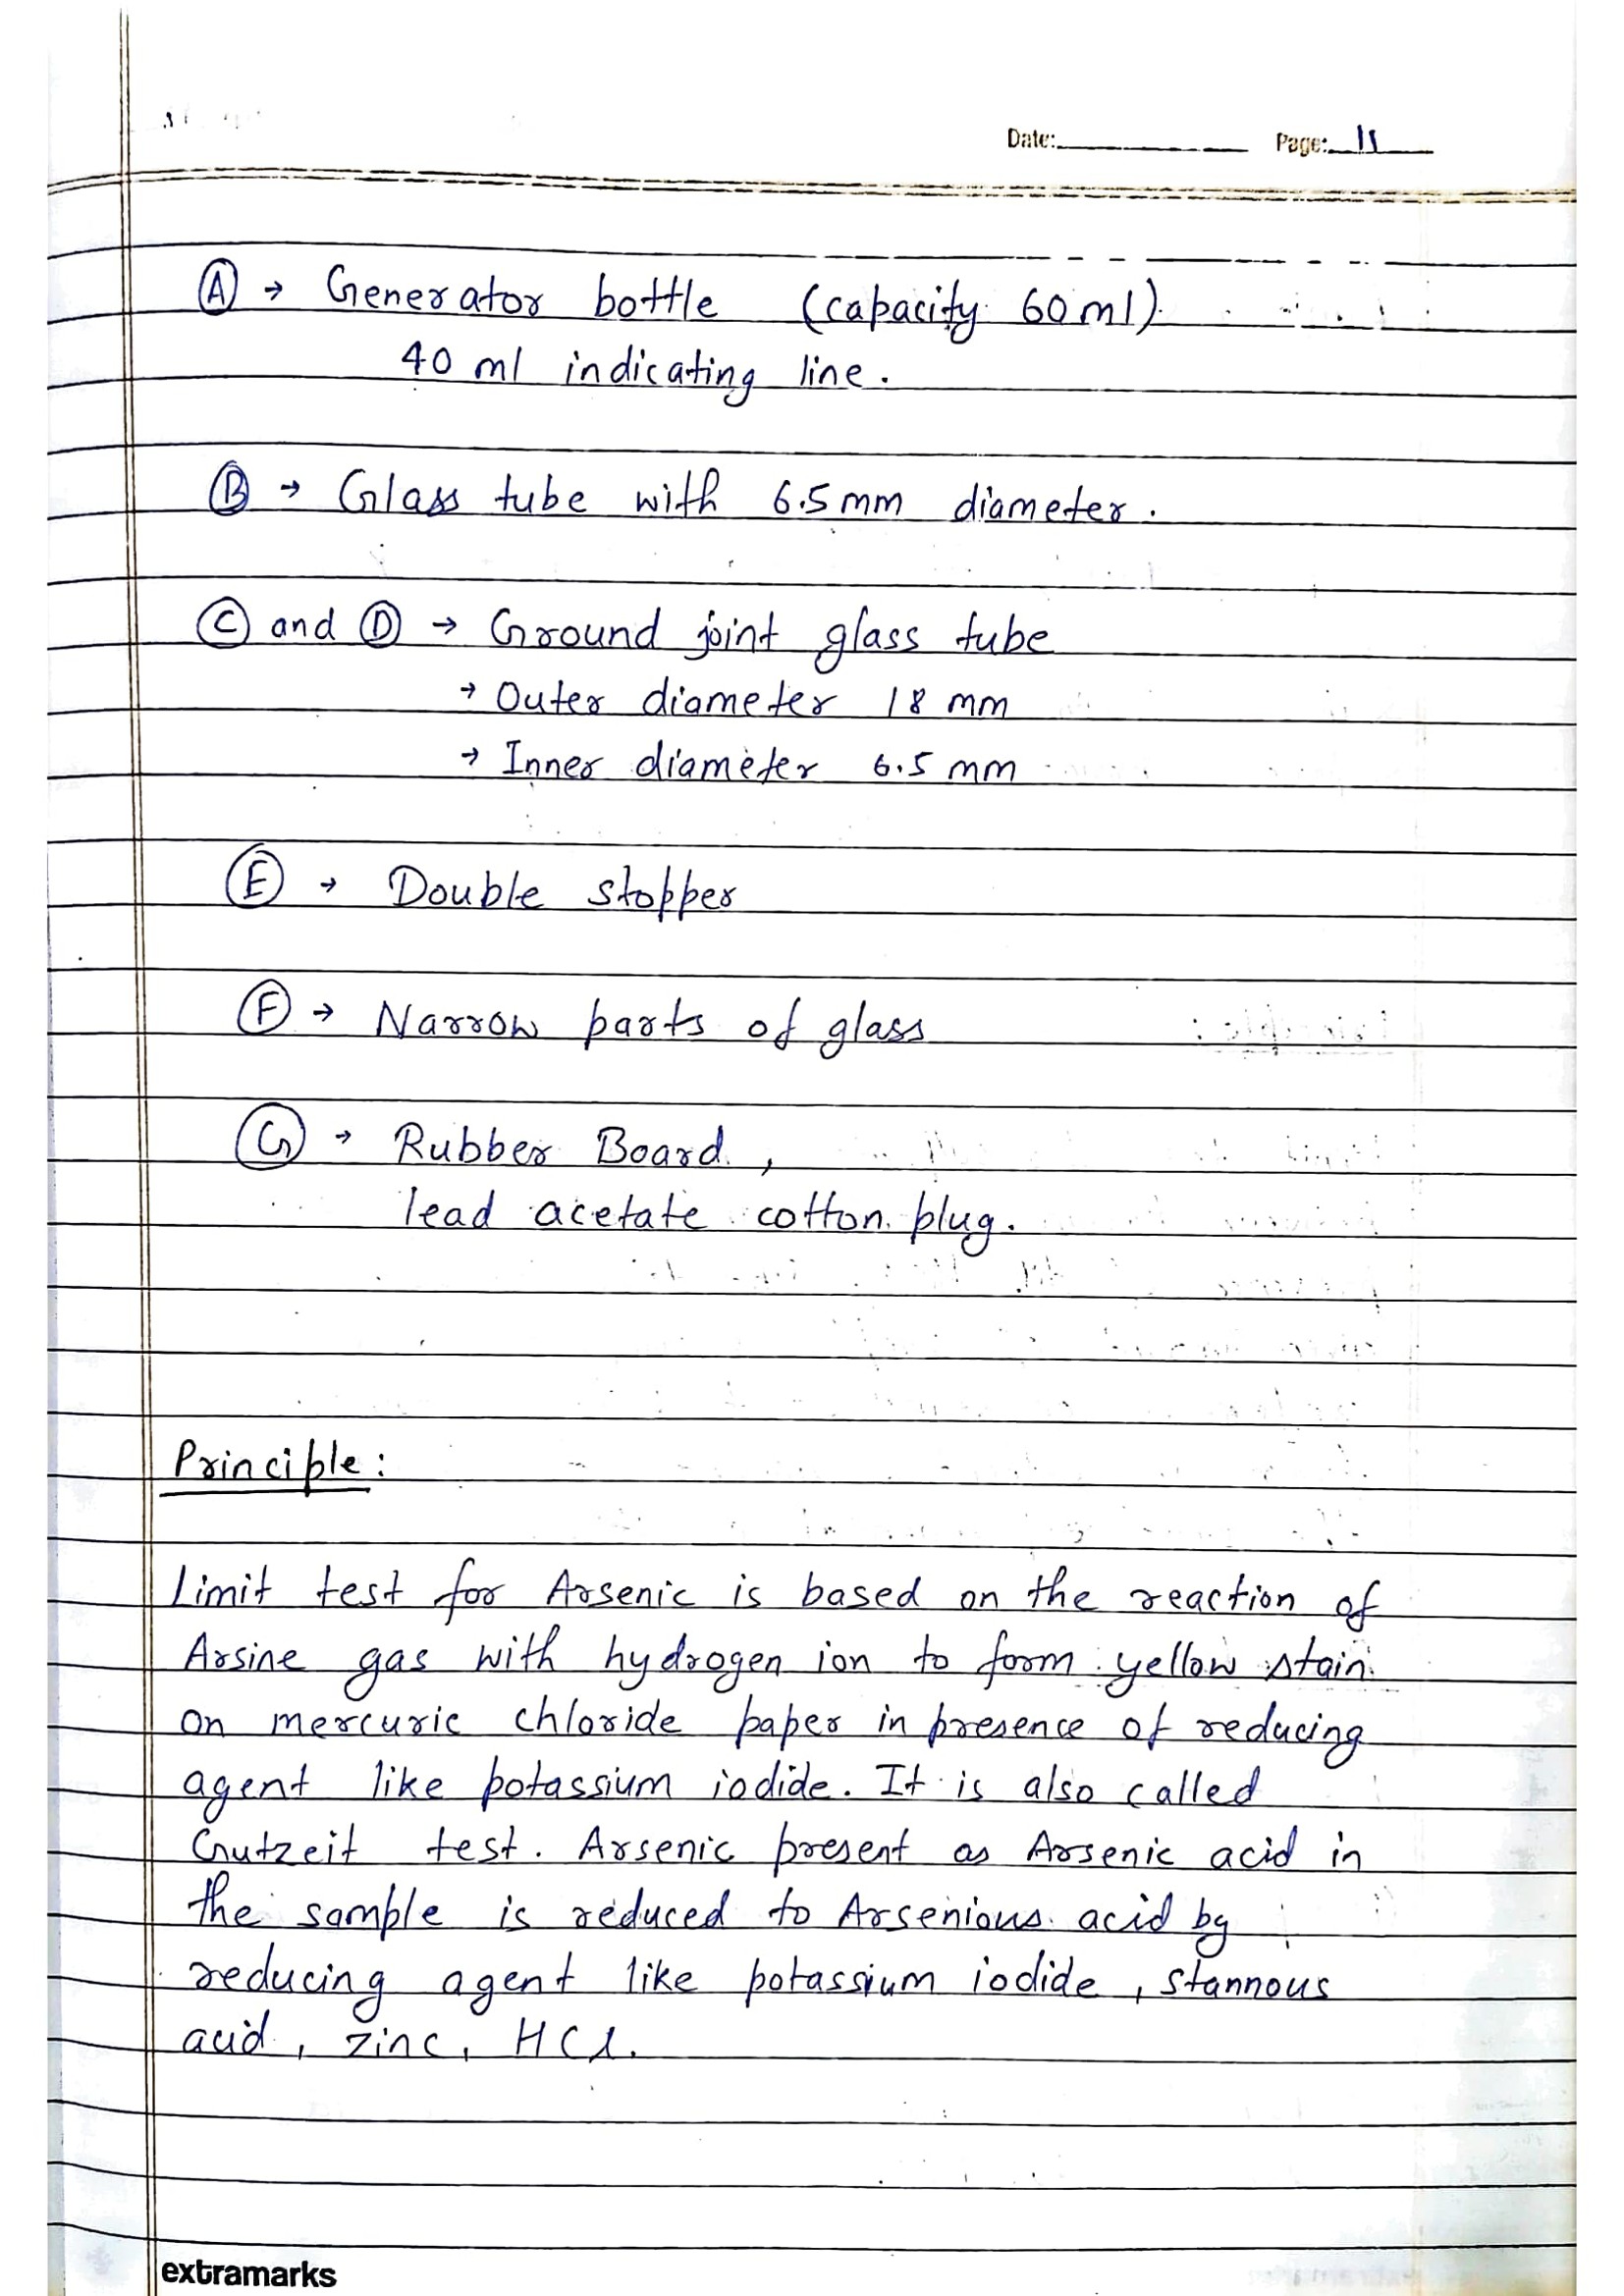 Date: Page: 11
Ⓐ → Generator bottle (capacity 60 ml)
40 ml indicating line.
Ⓑ → Glass tube with 6.5 mm diameter.
Ⓒ and Ⓓ → Ground joint glass tube
→ Outer diameter 18 mm
→ Inner diameter 6.5 mm
Ⓔ → Double stopper
Ⓕ → Narrow parts of glass
Ⓖ → Rubber Board,
lead acetate cotton plug.
Principle:
Limit test for Arsenic is based on the reaction of
Arsine gas with hydrogen ion to form yellow stain
on mercuric chloride paper in presence of reducing
agent like potassium iodide. It is also called
Gutzeit test. Arsenic present as Arsenic acid in
the sample is reduced to Arsenious acid by
reducing agent like potassium iodide, stannous
acid, zinc, HCl.
extramarks